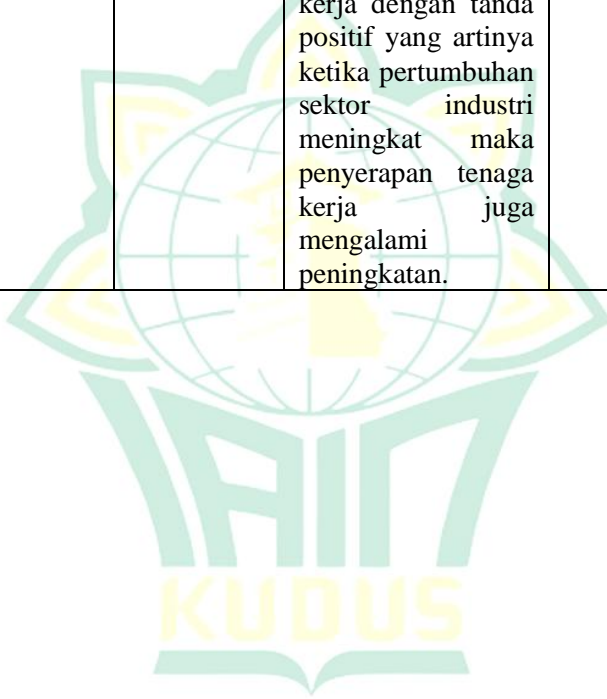 kerja dengan tanda
positif yang artinya
ketika pertumbuhan
sektor industri
meningkat maka
penyerapan tenaga
kerja juga
mengalami
peningkatan.
IAIN
KUDUS